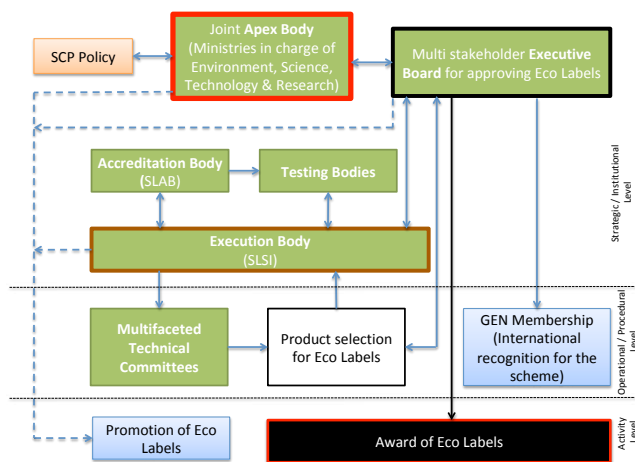 SCP Policy
Joint Apex Body
(Ministries in charge of
Environment, Science,
Technology & Research)
Multi stakeholder Executive
Board for approving Eco Labels
Accreditation Body
(SLAB)
Testing Bodies
Execution Body
(SLSI)
Strategic / Institutional
Level
Multifaceted
Technical
Committees
Product selection
for Eco Labels
GEN Membership
(International
recognition for the
scheme)
Operational / Procedural
Level
Promotion of Eco
Labels
Award of Eco Labels
Activity
Level